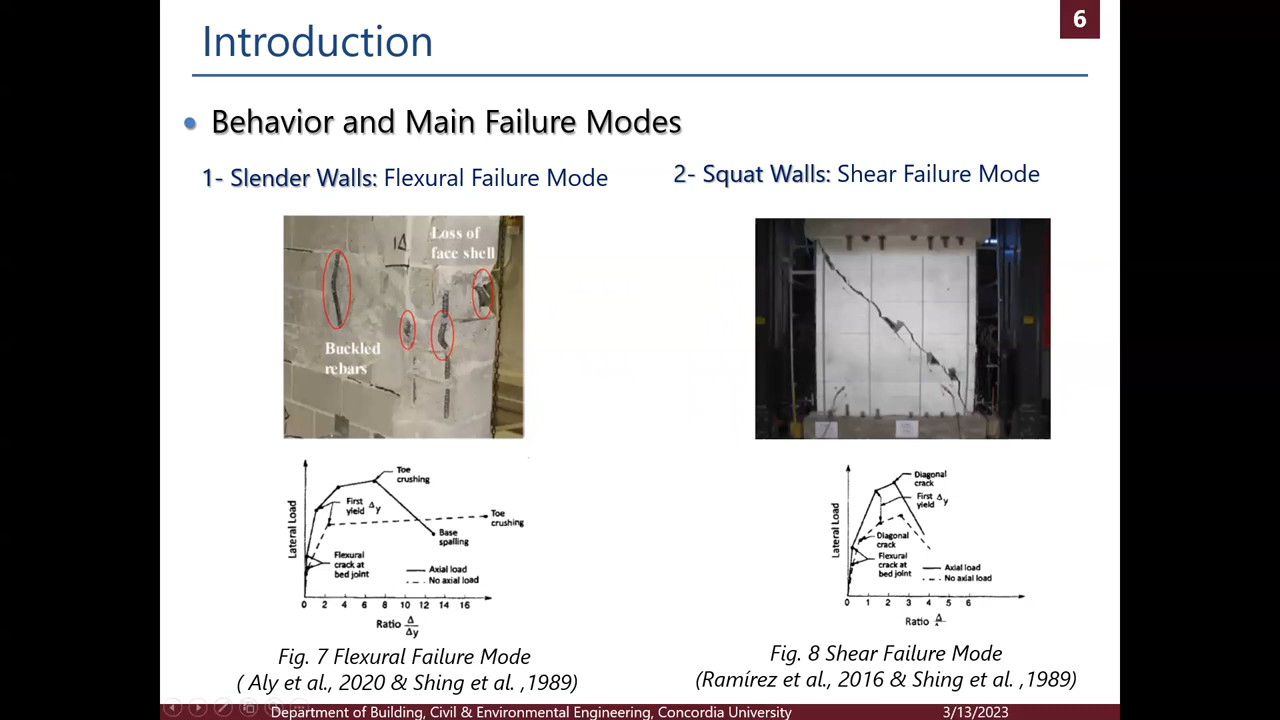 6
Introduction
• Behavior and Main Failure Modes
1- Slender Walls: Flexural Failure Mode
2- Squat Walls: Shear Failure Mode
Loss of
face shell
Buckled
rebars
Lateral Load
Toe
crushing
First
yield Δy
Toe
crushing
Base
spalling
Flexural
crack at
bed joint
Axial load
No axial load
0 2 4 6 8 10 12 14 16
Ratio Δ
Δy
Lateral Load
Diagonal
crack
First Δy
yield
Diagonal
crack
Flexural
crack at
bed joint
Axial load
No axial load
0 1 2 3 4 5 6
Ratio Δ
Fig. 7 Flexural Failure Mode
( Aly et al., 2020 & Shing et al. ,1989)
Fig. 8 Shear Failure Mode
(Ramírez et al., 2016 & Shing et al. ,1989)
Department of Building, Civil & Environmental Engineering, Concordia University
3/13/2023